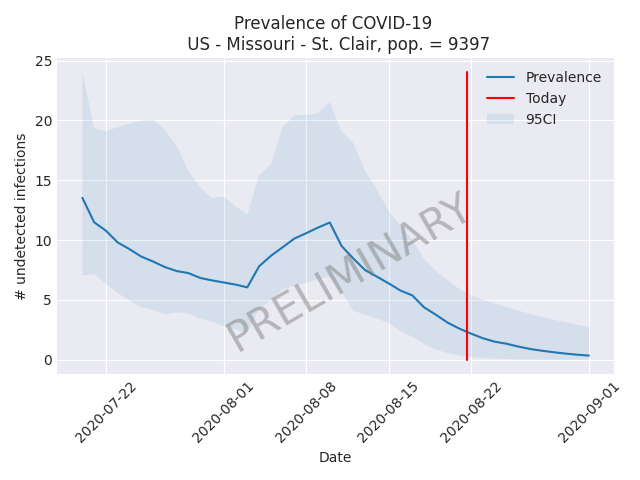 Prevalence of COVID-19
US - Missouri - St. Clair, pop. = 9397
25
20
15
10
5
0
# undetected infections
Prevalence
Today
95CI
PRELIMINARY
2020-07-22
2020-08-01
2020-08-08
2020-08-15
2020-08-22
2020-09-01
Date